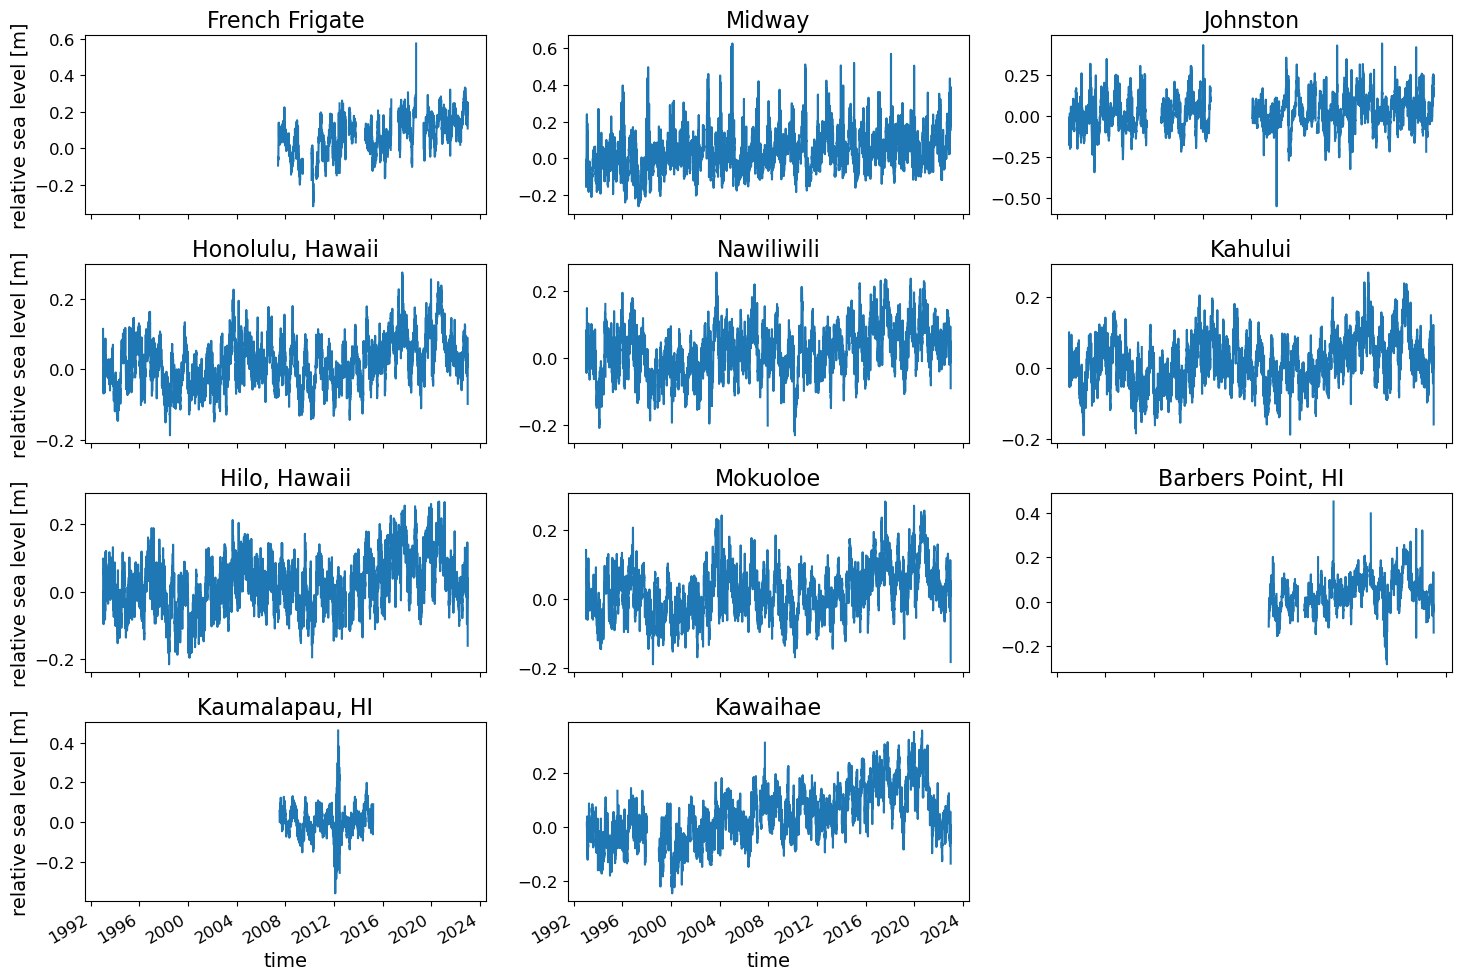 French Frigate
Midway
Johnston
relative sea level [m]
0.6
0.4
0.2
0.0
−0.2
0.6
0.4
0.2
0.0
−0.2
0.25
0.00
−0.25
−0.50
Honolulu, Hawaii
Nawiliwili
Kahului
relative sea level [m]
0.2
0.0
−0.2
0.2
0.0
−0.2
0.2
0.0
−0.2
Hilo, Hawaii
Mokuoloe
Barbers Point, HI
relative sea level [m]
0.2
0.0
−0.2
0.2
0.0
−0.2
0.4
0.2
0.0
−0.2
Kaumalapau, HI
Kawaihae
relative sea level [m]
0.4
0.2
0.0
−0.2
0.2
0.0
−0.2
1992 1996 2000 2004 2008 2012 2016 2020 2024
1992 1996 2000 2004 2008 2012 2016 2020 2024
time
time